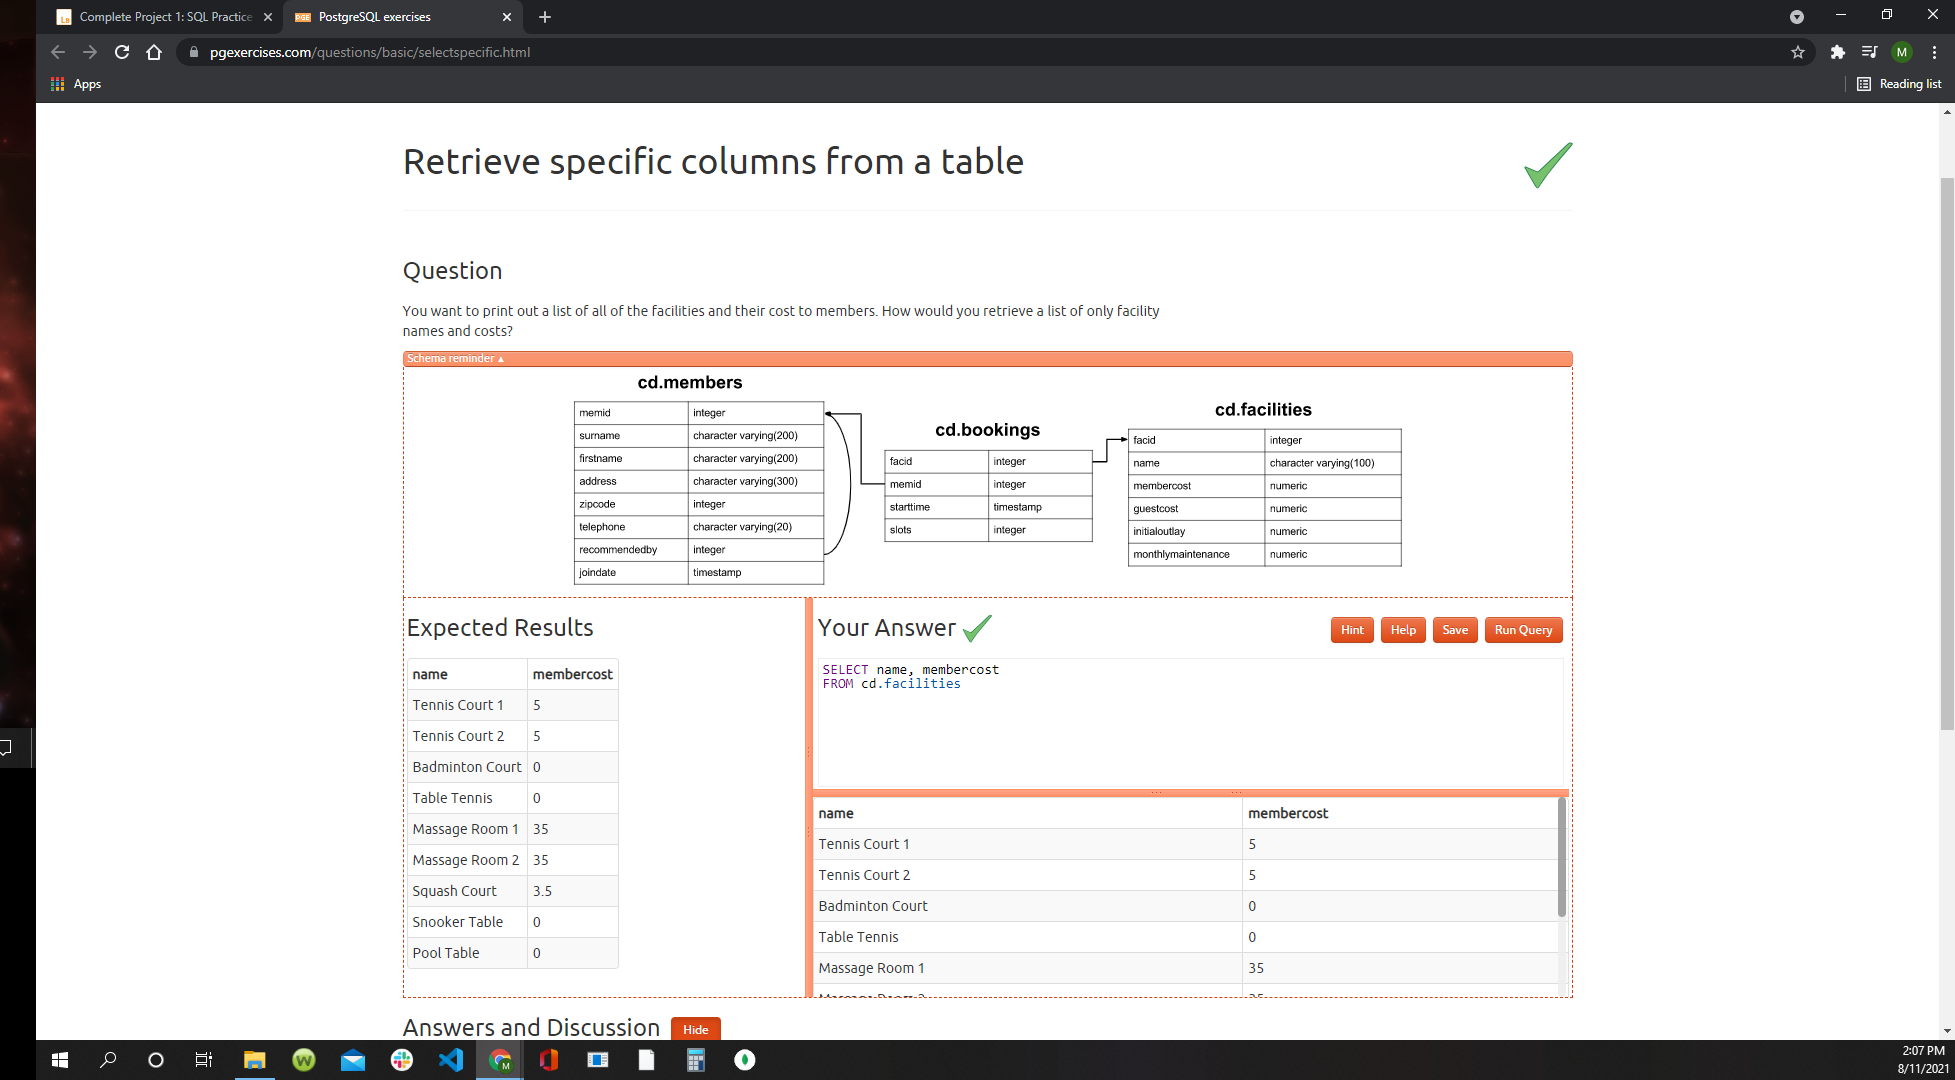 Complete Project 1: SQL Practice
PGE PostgreSQL exercises
pgexercises.com/questions/basic/selectspecific.html
M
Apps
Reading list
Retrieve specific columns from a table
Question
You want to print out a list of all of the facilities and their cost to members. How would you retrieve a list of only facility
names and costs?
Schema reminder ▲
cd.members
memid integer
surname character varying(200)
firstname character varying(200)
address character varying(300)
zipcode integer
telephone character varying(20)
recommendedby integer
joindate timestamp
cd.bookings
facid integer
memid integer
starttime timestamp
slots integer
cd.facilities
facid integer
name character varying(100)
membercost numeric
guestcost numeric
initialoutlay numeric
monthlymaintenance numeric
Expected Results
name membercost
Tennis Court 1 5
Tennis Court 2 5
Badminton Court 0
Table Tennis 0
Massage Room 1 35
Massage Room 2 35
Squash Court 3.5
Snooker Table 0
Pool Table 0
Your Answer
Hint Help Save Run Query
SELECT name, membercost
FROM cd.facilities
name membercost
Tennis Court 1 5
Tennis Court 2 5
Badminton Court 0
Table Tennis 0
Massage Room 1 35
Massage Room 2 35
Answers and Discussion Hide
2:07 PM
8/11/2021